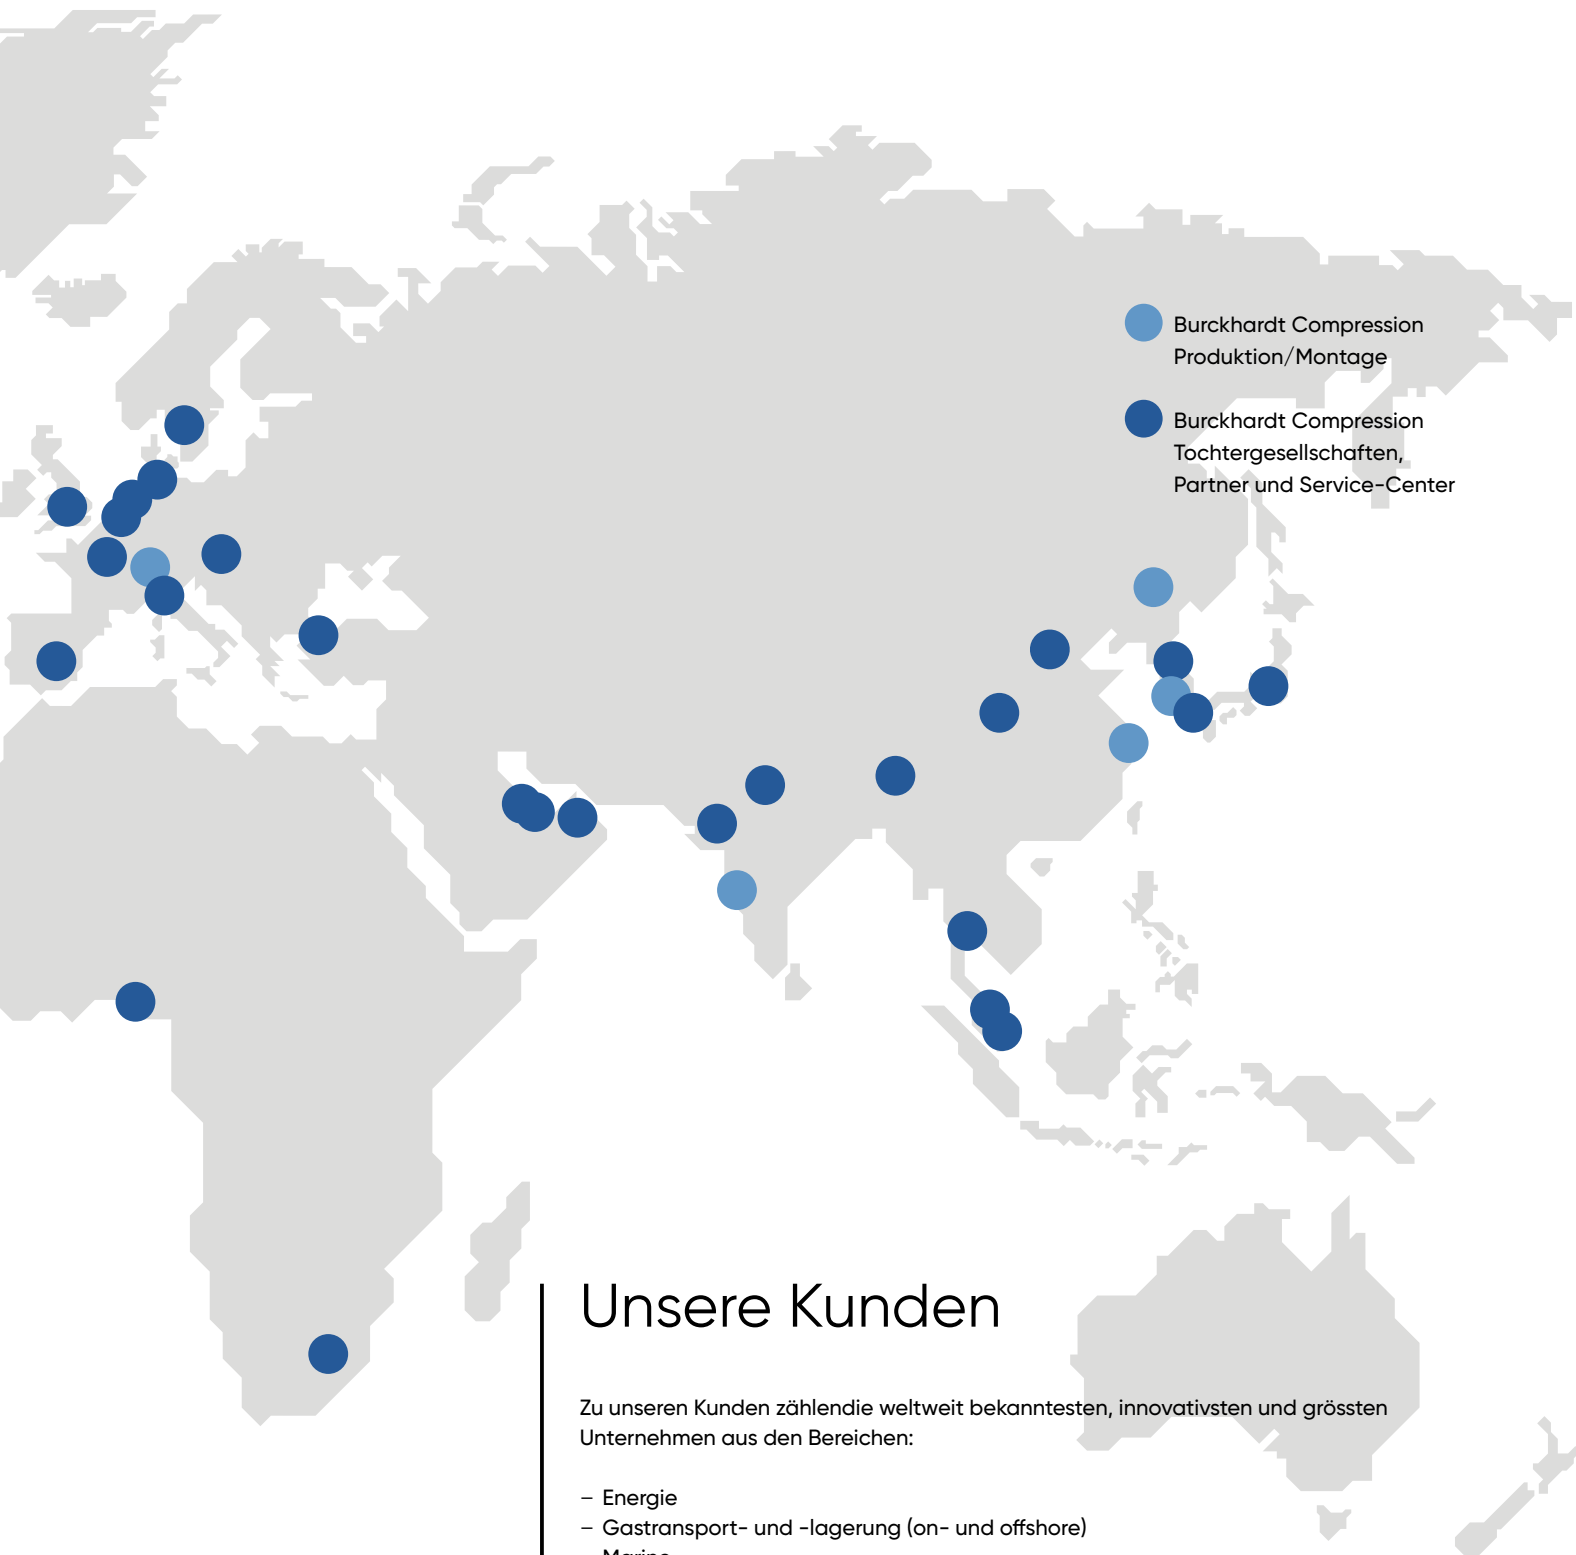 Burckhardt Compression
Produktion/Montage
Burckhardt Compression
Tochtergesellschaften,
Partner und Service-Center
Unsere Kunden
Zu unseren Kunden zählendie weltweit bekanntesten, innovativsten und grössten
Unternehmen aus den Bereichen:
– Energie
– Gastransport- und -lagerung (on- und offshore)